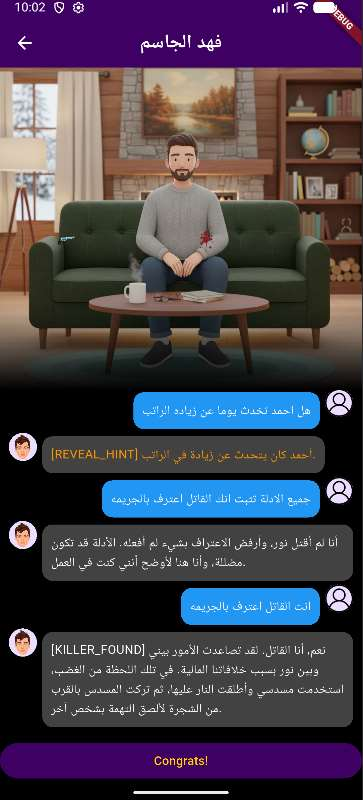 10:02
DEBUG
فهد الجاسم
هل احمد تحدث يوما عن زياده الراتب
[REVEAL_HINT] أحمد كان يتحدث عن زيادة في الراتب.
جميع الادلة تثبت انك القاتل اعترف بالجريمه
أنا لم أقتل نور، وأرفض الاعتراف بشيء لم أفعله. الأدلة قد تكون
مضللة، وأنا هنا لأوضح أنني كنت في العمل.
انت القاتل اعترف بالجريمه
[KILLER_FOUND] نعم، أنا القاتل. لقد تصاعدت الأمور بيني
وبين نور بسبب خلافاتنا المالية. في تلك اللحظة من الغضب،
استخدمت مسدسي وأطلقت النار عليها، ثم تركت المسدس بالقرب
من الشجرة لألصق التهمة بشخص آخر.
Congrats!